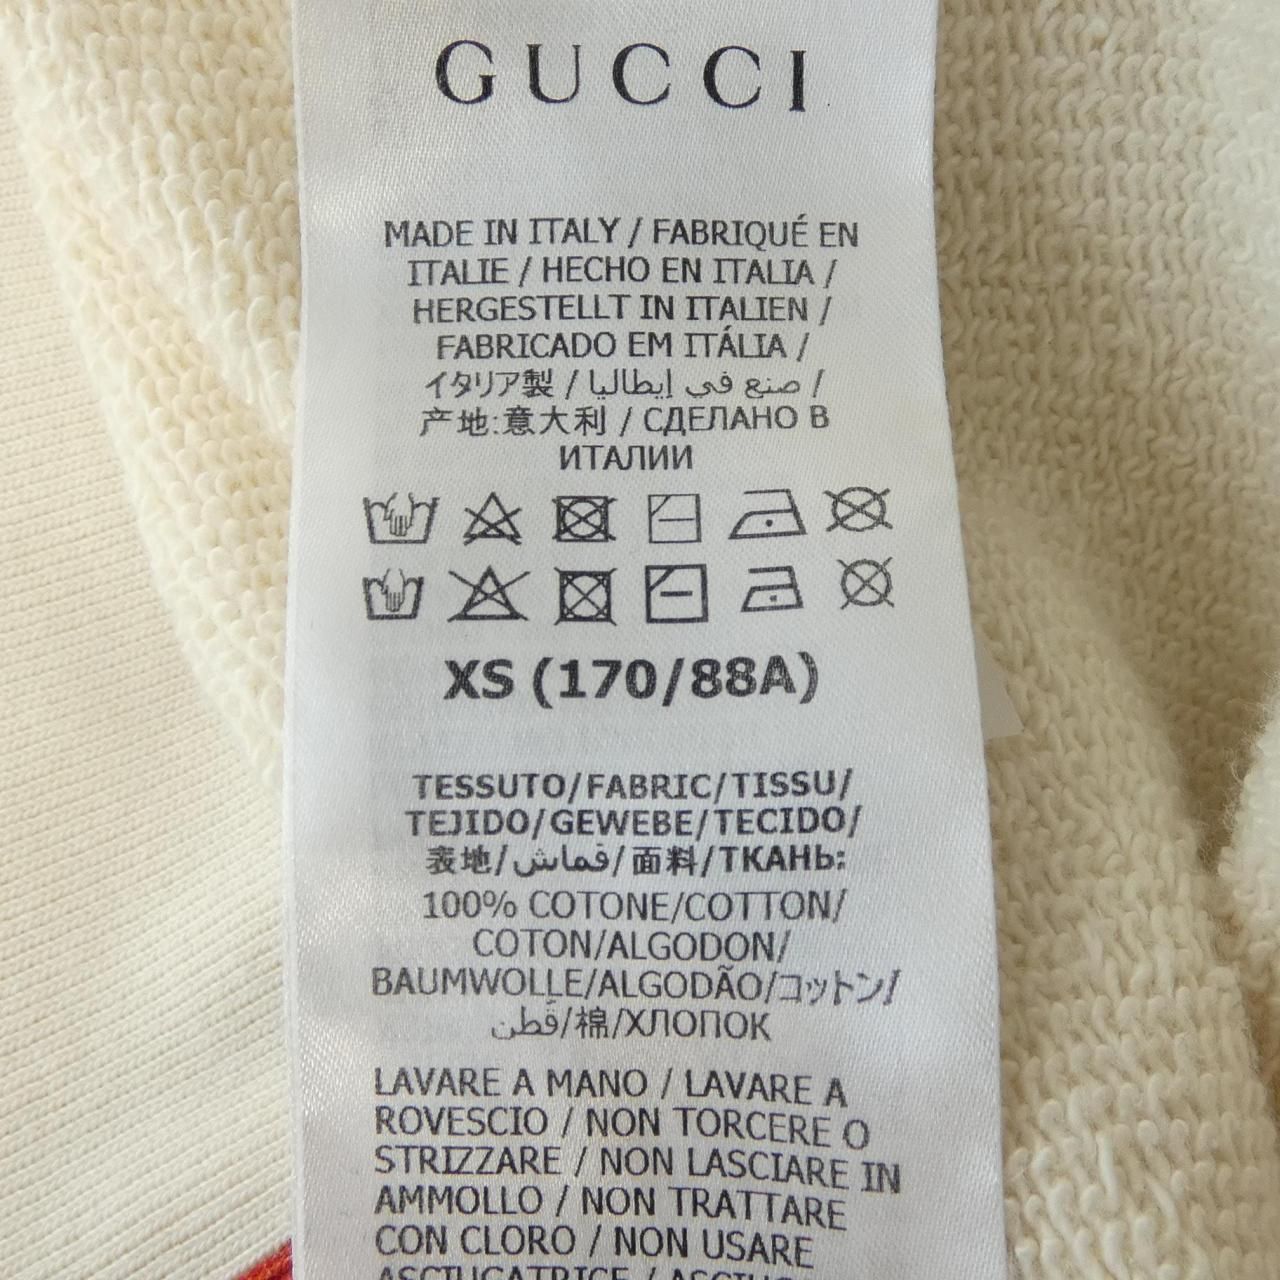 GUCCI
MADE IN ITALY / FABRIQUÉ EN
ITALIE / HECHO EN ITALIA /
HERGESTELLT IN ITALIEN /
FABRICADO EM ITÁLIA /
イタリア製 / صنع في إيطاليا /
产地:意大利 / СДЕЛАНО В
ИТАЛИИ
XS (170/88A)
TESSUTO/FABRIC/TISSU/
TEJIDO/GEWEBE/TECIDO/
表地/قماش/面料/ТКАНЬ:
100% COTONE/COTTON/
COTON/ALGODON/
BAUMWOLLE/ALGODÃO/コットン/
قطن/棉/ХЛОПОК
LAVARE A MANO / LAVARE A
ROVESCIO / NON TORCERE O
STRIZZARE / NON LASCIARE IN
AMMOLLO / NON TRATTARE
CON CLORO / NON USARE
ASCIUGATRICE /